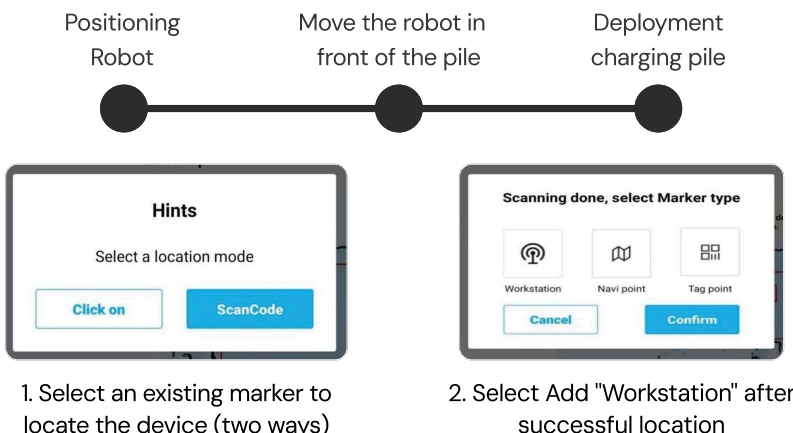 Positioning
Robot
Move the robot in
front of the pile
Deployment
charging pile
Hints
Select a location mode
Click on
ScanCode
Scanning done, select Marker type
Workstation
Navi point
Tag point
Cancel
Confirm
1. Select an existing marker to
locate the device (two ways)
2. Select Add "Workstation" after
successful location